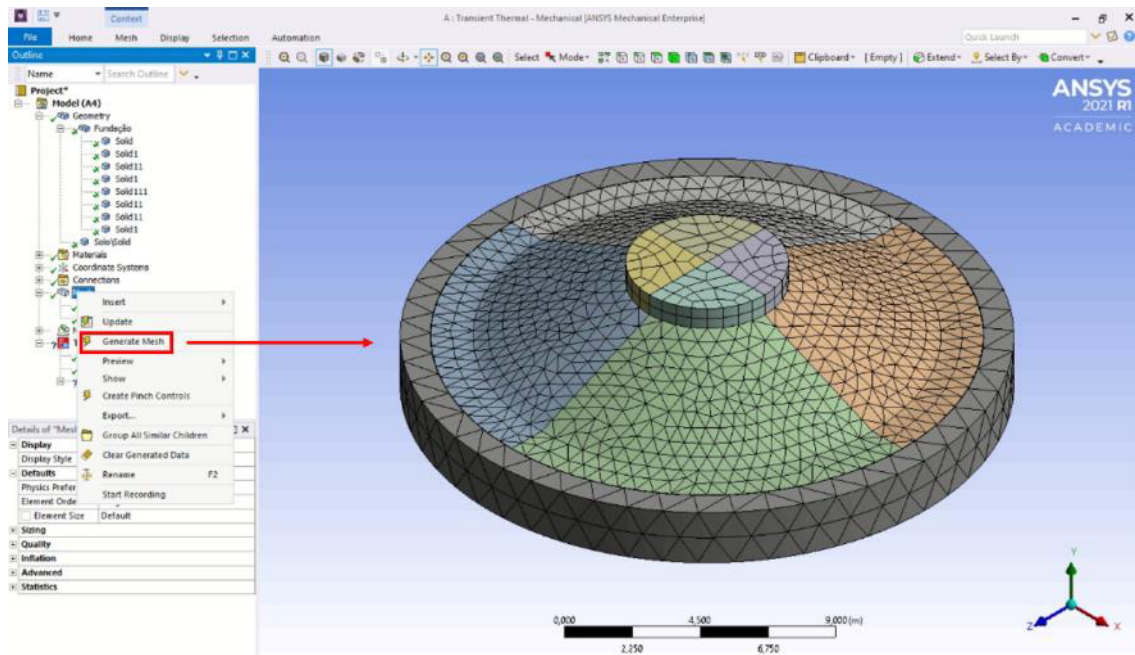 Context
A : Transient Thermal - Mechanical [ANSYS Mechanical Enterprise]
File Home Mesh Display Selection Automation
Quick Launch
Outline
Select Mode Clipboard [Empty] Extend Select By Convert
Name Search Outline
Project*
Model (A4)
Geometry
Fundação
Solid
Solid1
Solid11
Solid1
Solid111
Solid11
Solid11
Solid1
Solo\Solid
Materials
Coordinate Systems
Connections
Insert
Update
Generate Mesh
Preview
Show
Create Pinch Controls
Export...
Group All Similar Children
Clear Generated Data
Rename F2
Start Recording
Details of "Mesh
Display
Display Style
Defaults
Physics Prefer
Element Orde
Element Size Default
Sizing
Quality
Inflation
Advanced
Statistics
ANSYS
2021 R1
ACADEMIC
0,000 4,500 9,000 (m)
2,250 6,750
Y
Z X